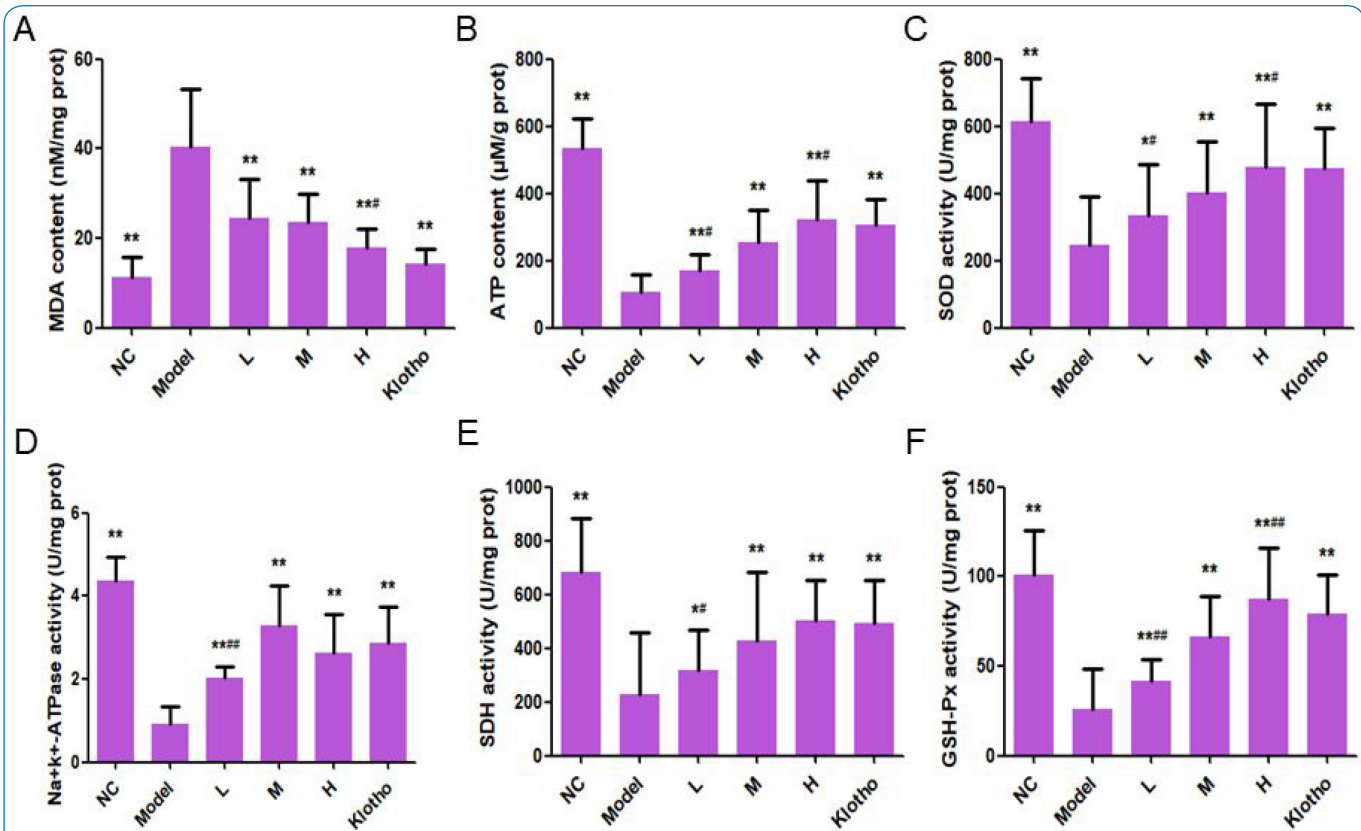 A
MDA content (nM/mg prot)
60
40
20
0
**
**
**
**#
**
NC
Model
L
M
H
Klotho
B
ATP content (μM/g prot)
800
600
400
200
0
**
**#
**
**#
**
NC
Model
L
M
H
Klotho
C
SOD activity (U/mg prot)
800
600
400
200
0
**
*#
**
**#
**
NC
Model
L
M
H
Klotho
D
Na+k+-ATPase activity (U/mg prot)
6
4
2
0
**
**##
**
**
**
NC
Model
L
M
H
Klotho
E
SDH activity (U/mg prot)
1000
800
600
400
200
0
**
*#
**
**
**
NC
Model
L
M
H
Klotho
F
GSH-Px activity (U/mg prot)
150
100
50
0
**
**##
**
**##
**
NC
Model
L
M
H
Klotho